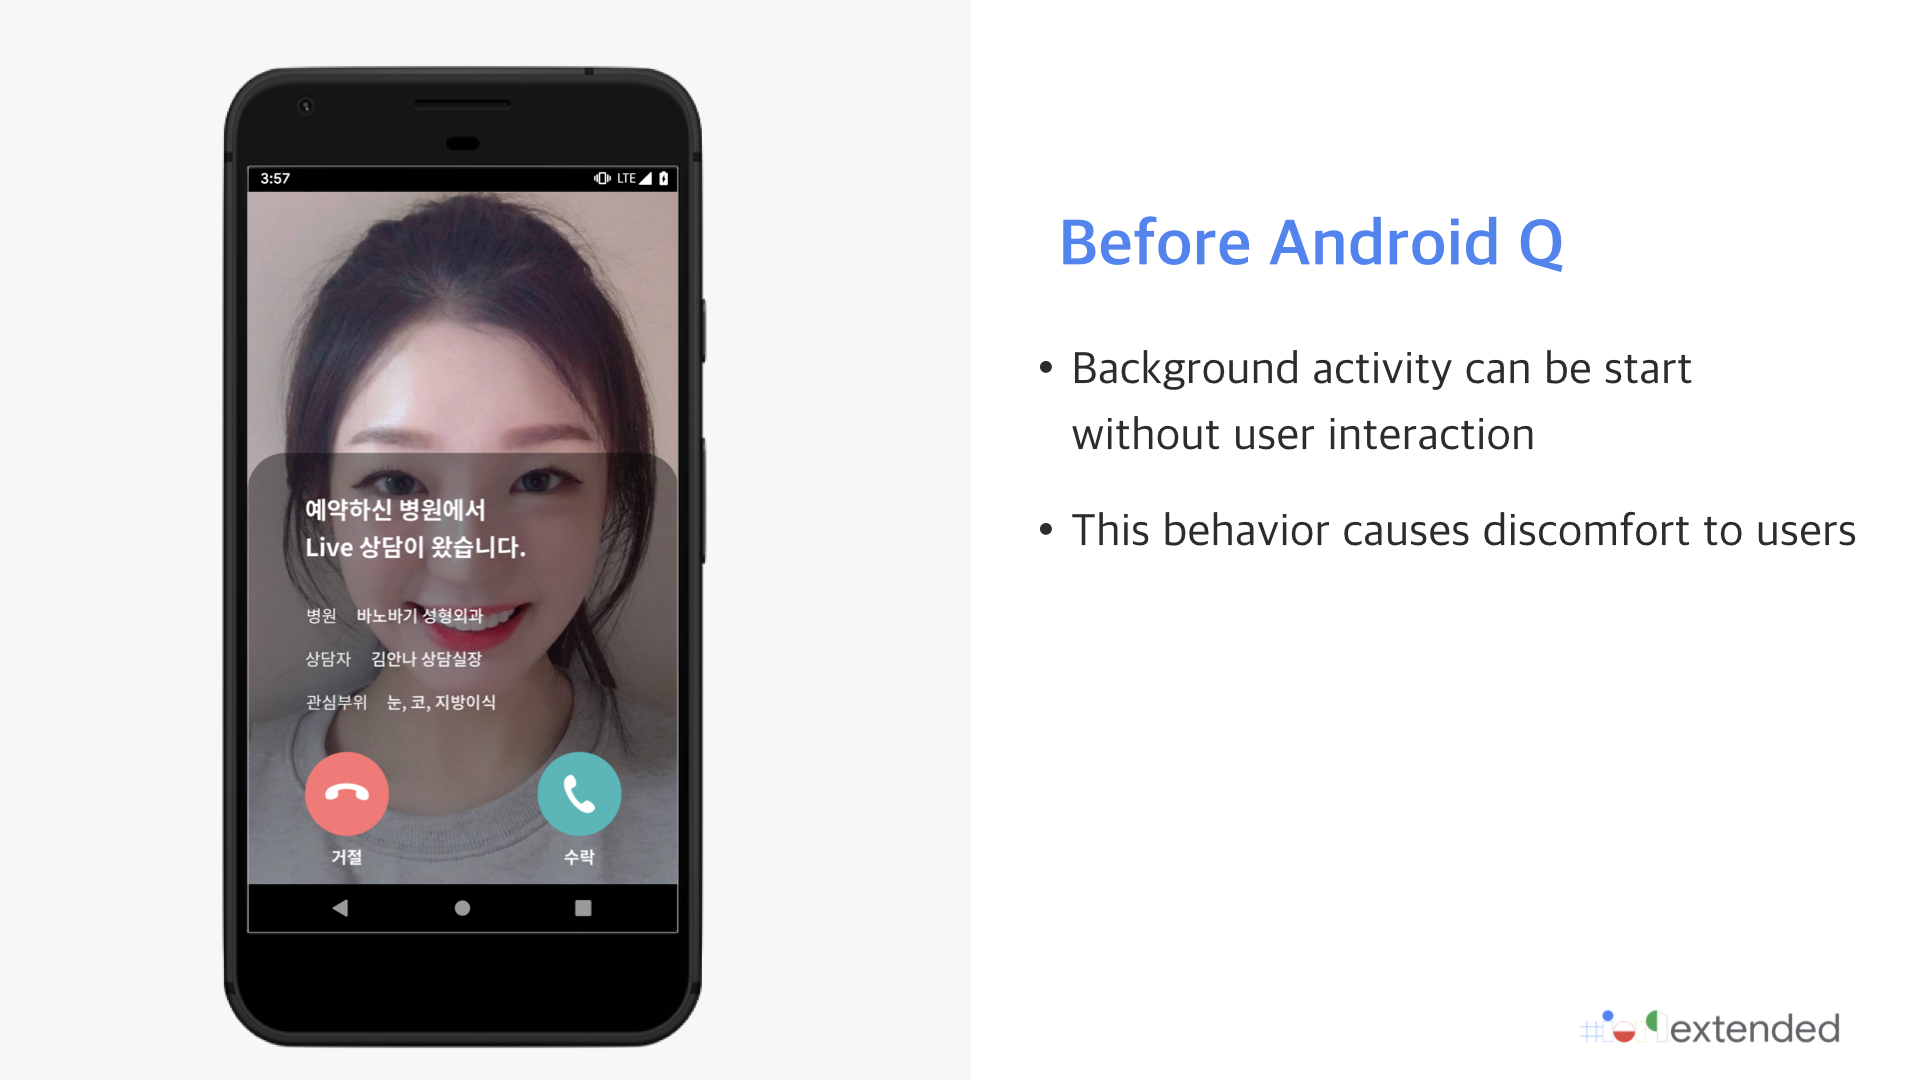 3:57
LTE
예약하신 병원에서
Live 상담이 왔습니다.
병원 바노바기 성형외과
상담자 김안나 상담실장
관심부위 눈, 코, 지방이식
거절
수락
Before Android Q
• Background activity can be start
without user interaction
• This behavior causes discomfort to users
#io19extended